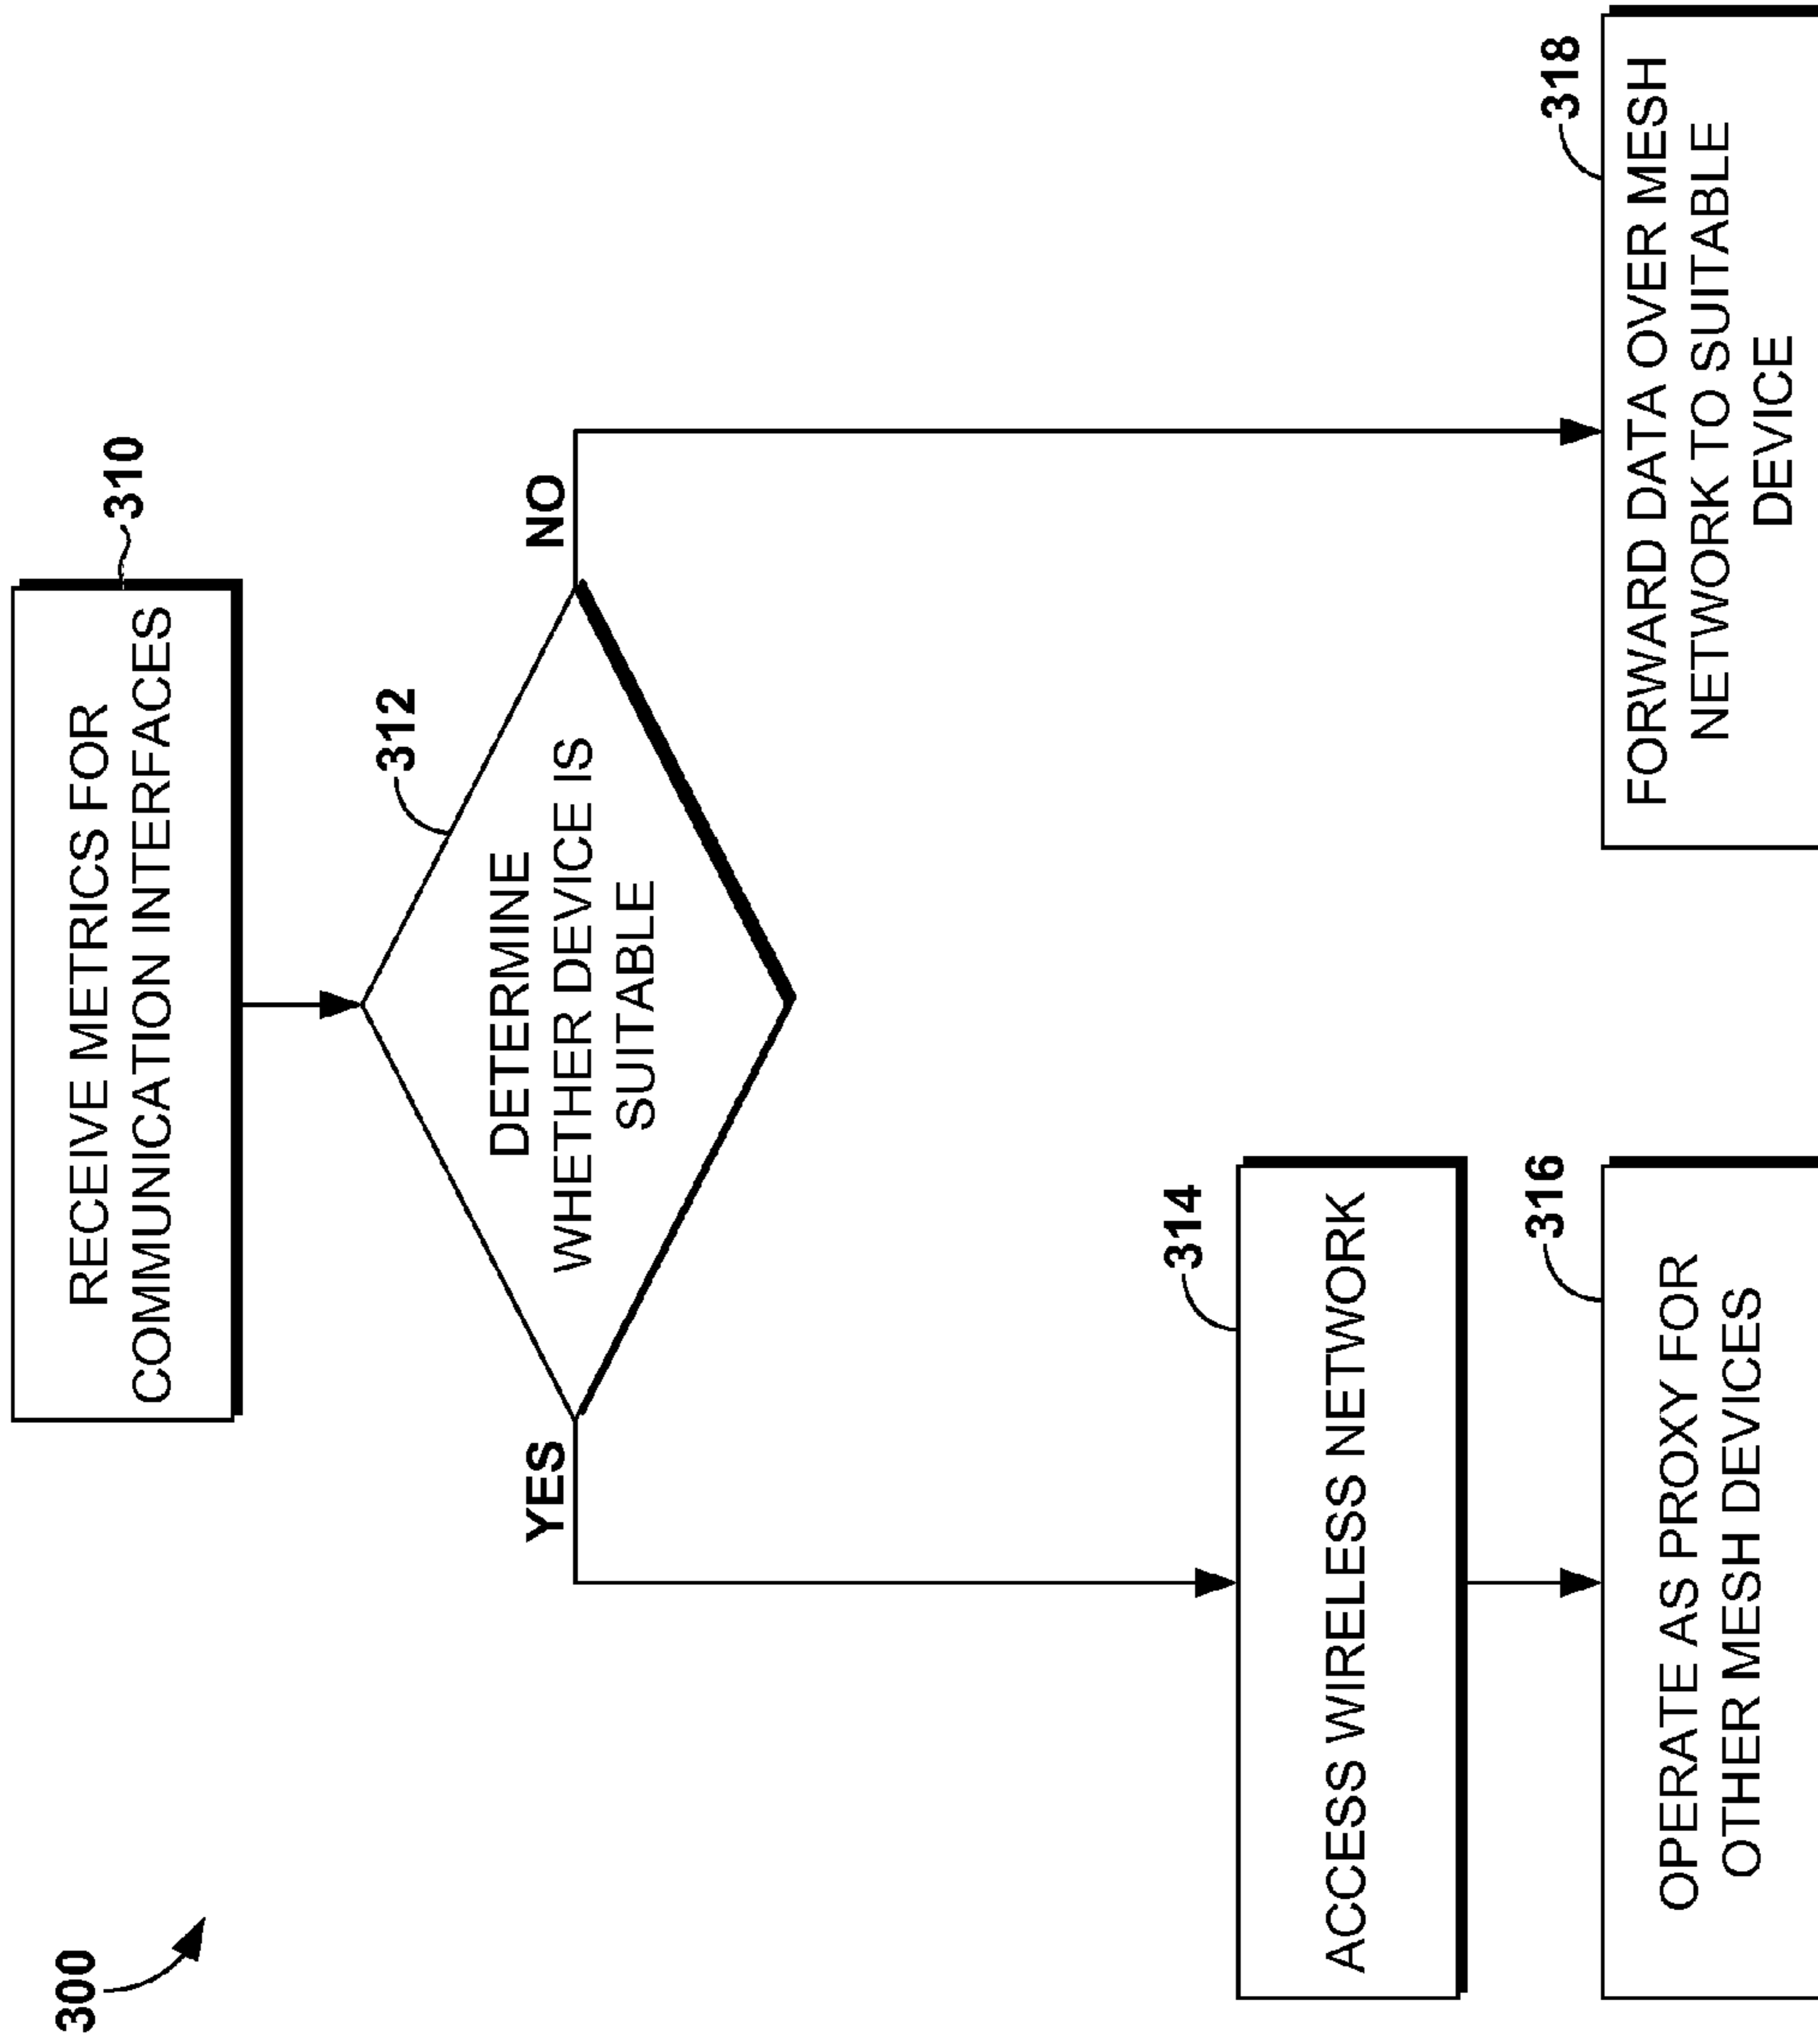 300
RECEIVE METRICS FOR
COMMUNICATION INTERFACES
310
DETERMINE
WHETHER DEVICE IS
SUITABLE
312
YES
NO
ACCESS WIRELESS NETWORK
314
OPERATE AS PROXY FOR
OTHER MESH DEVICES
316
FORWARD DATA OVER MESH
NETWORK TO SUITABLE
DEVICE
318